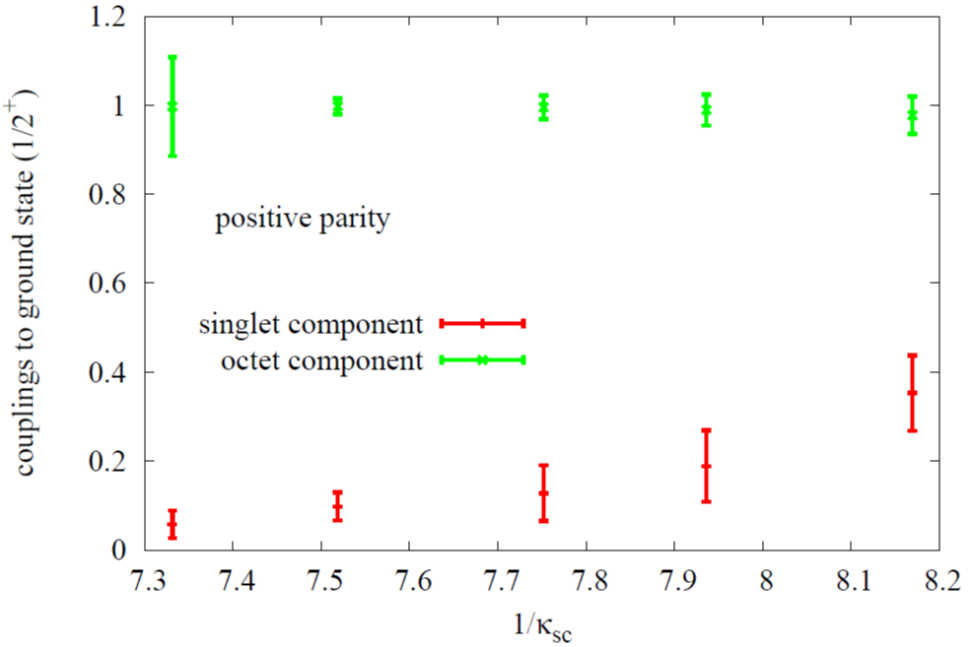 couplings to ground state (1/2⁺)
1.2
1
0.8
0.6
0.4
0.2
0
positive parity
singlet component
octet component
7.3 7.4 7.5 7.6 7.7 7.8 7.9 8 8.1 8.2
1/κsc